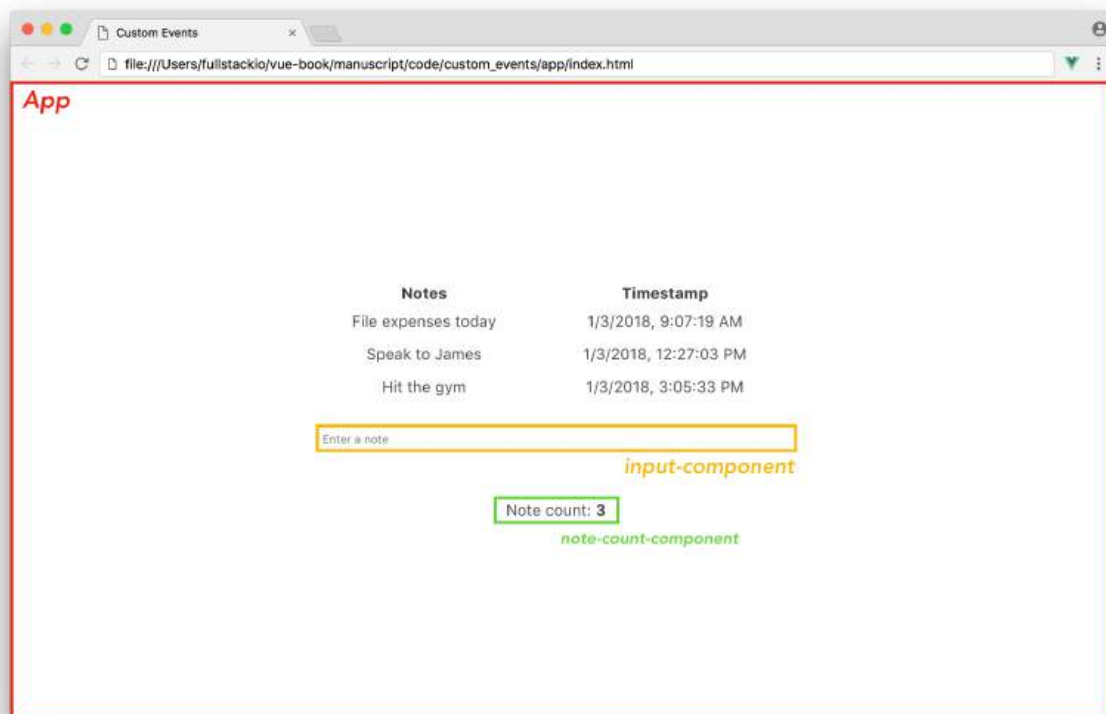 Custom Events
file:///Users/fullstackio/vue-book/manuscript/code/custom_events/app/index.html
App
Notes Timestamp
File expenses today 1/3/2018, 9:07:19 AM
Speak to James 1/3/2018, 12:27:03 PM
Hit the gym 1/3/2018, 3:05:33 PM
Enter a note
input-component
Note count: 3
note-count-component